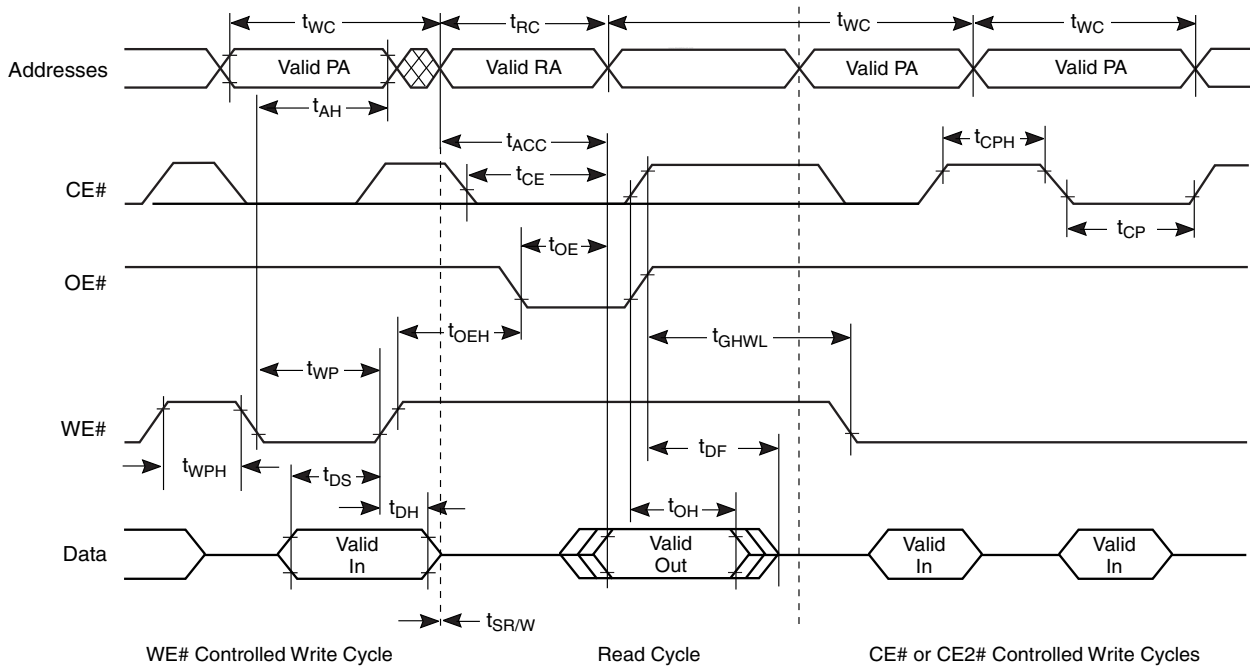 tWC tRC tWC tWC
Addresses Valid PA Valid RA Valid PA Valid PA
tAH
tACC tCPH
CE# tCE
tCP
tOE
OE#
tOEH tGHWL
tWP
WE#
tWPH tDS tDF
tDH tOH
Data Valid In Valid Out Valid In Valid In
tSR/W
WE# Controlled Write Cycle Read Cycle CE# or CE2# Controlled Write Cycles